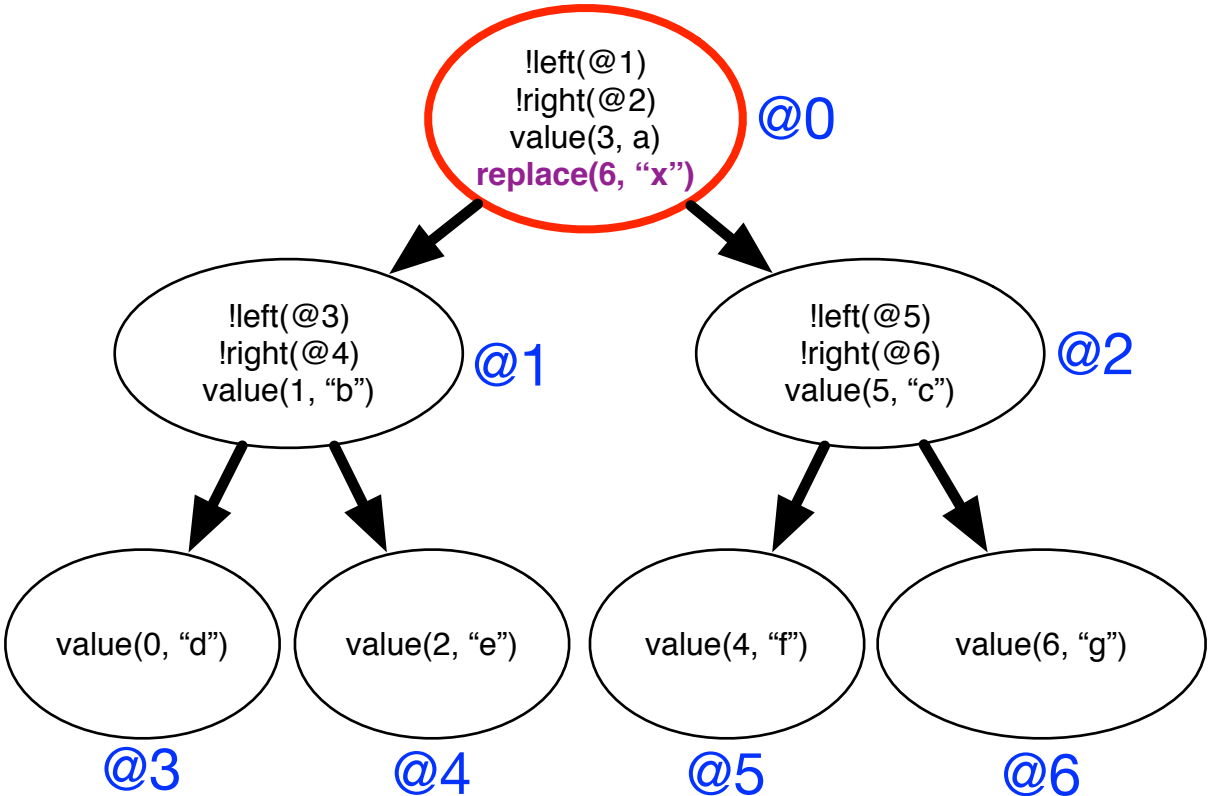 !left(@1)
!right(@2)
value(3, a)
replace(6, “x”)
@0
!left(@3)
!right(@4)
value(1, “b”)
@1
!left(@5)
!right(@6)
value(5, “c”)
@2
value(0, “d”)
value(2, “e”)
value(4, “f”)
value(6, “g”)
@3
@4
@5
@6